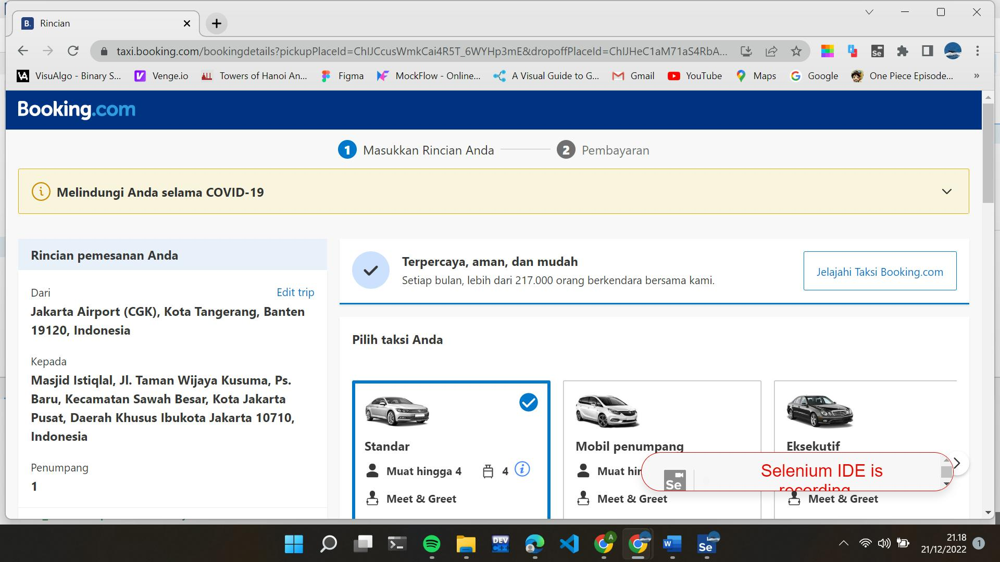 Rincian
taxi.booking.com/bookingdetails?pickupPlaceId=ChIJCcusWmkCai4R5T_6WYHp3mE&dropoffPlaceId=ChIJHeC1aM71aS4RbA...
VisuAlgo - Binary S...
Venge.io
Towers of Hanoi An...
Figma
MockFlow - Online...
A Visual Guide to G...
Gmail
YouTube
Maps
Google
One Piece Episode...
»
Booking.com
1 Masukkan Rincian Anda
2 Pembayaran
Melindungi Anda selama COVID-19
Rincian pemesanan Anda
Dari
Edit trip
Jakarta Airport (CGK), Kota Tangerang, Banten
19120, Indonesia
Kepada
Masjid Istiqlal, Jl. Taman Wijaya Kusuma, Ps.
Baru, Kecamatan Sawah Besar, Kota Jakarta
Pusat, Daerah Khusus Ibukota Jakarta 10710,
Indonesia
Penumpang
1
Terpercaya, aman, dan mudah
Setiap bulan, lebih dari 217.000 orang berkendara bersama kami.
Jelajahi Taksi Booking.com
Pilih taksi Anda
Standar
Muat hingga 4
4
Meet & Greet
Mobil penumpang
Muat hin
Meet & Greet
Eksekutif
Meet & Greet
Se
Selenium IDE is
recording
DEV
C++
A
W
Se
21.18
21/12/2022
1